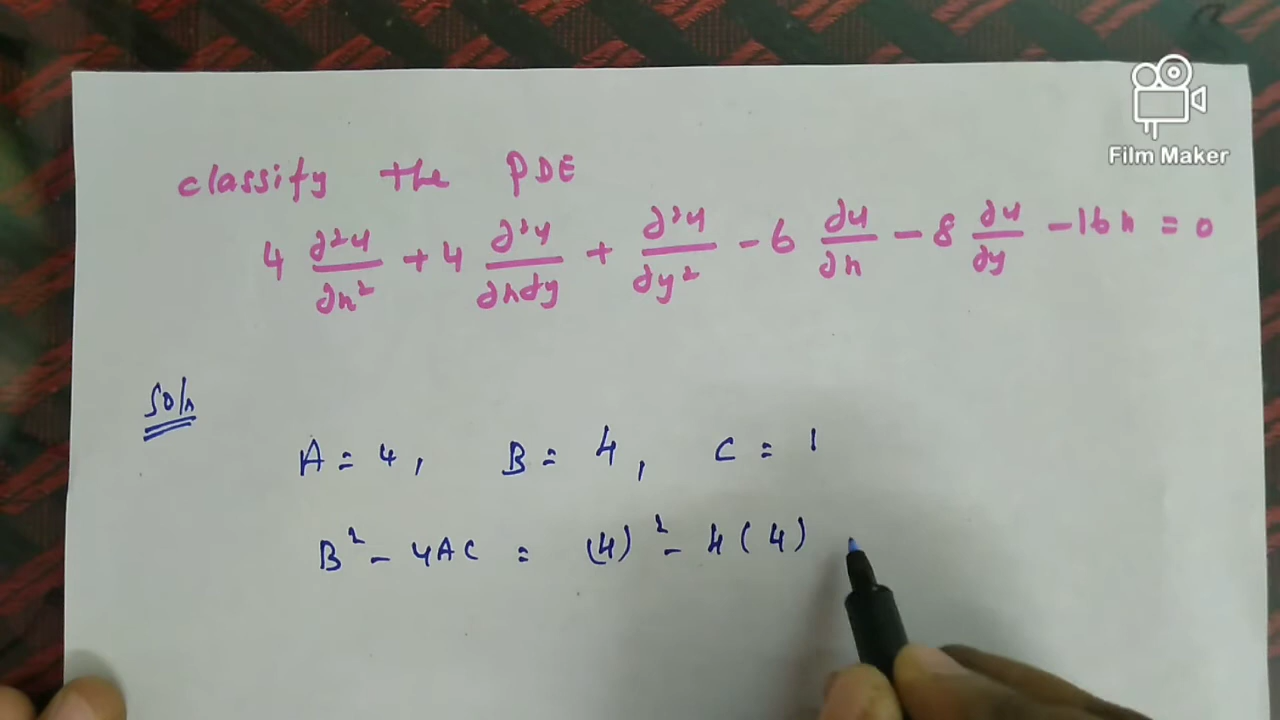 Film Maker
classify the PDE
4 ∂²u/∂x² + 4 ∂²u/∂x∂y + ∂²u/∂y² - 6 ∂u/∂x - 8 ∂u/∂y - 16x = 0
Soln
A = 4, B = 4, C = 1
B² - 4AC = (4)² - 4(4)